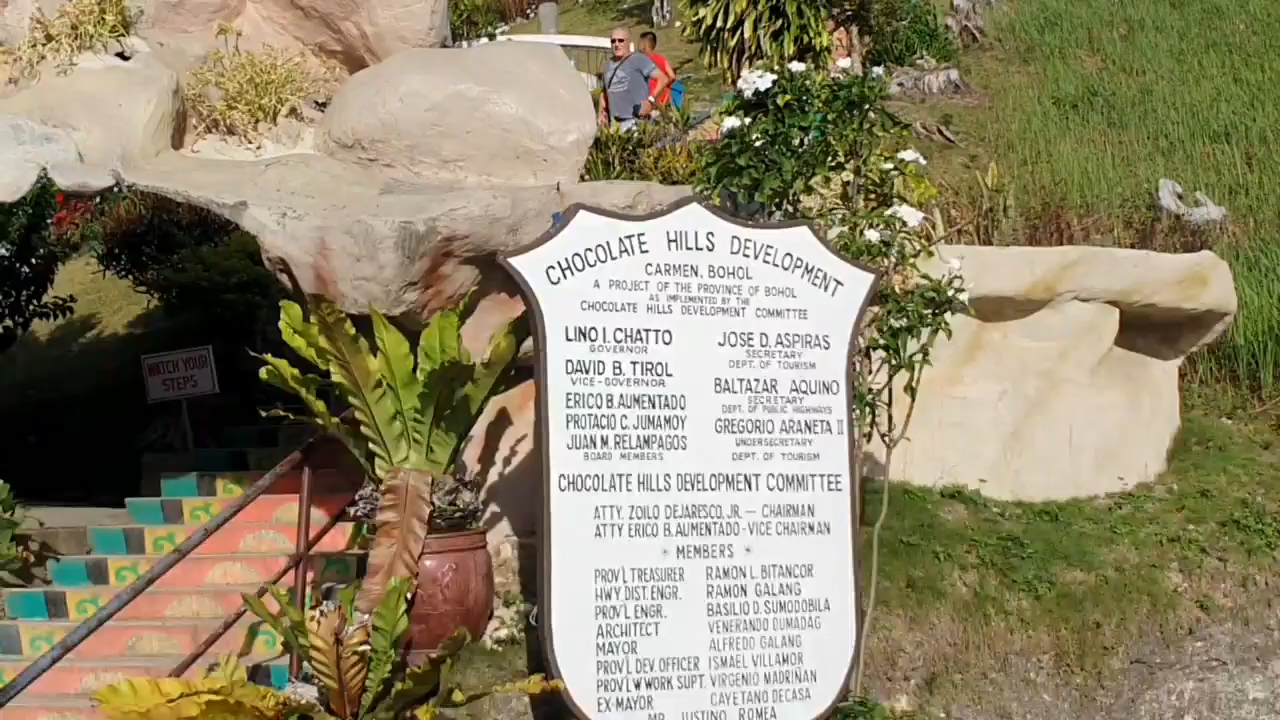 CHOCOLATE HILLS DEVELOPMENT
CARMEN, BOHOL
A PROJECT OF THE PROVINCE OF BOHOL
AS IMPLEMENTED BY THE
CHOCOLATE HILLS DEVELOPMENT COMMITTEE
LINO I. CHATTO
GOVERNOR
DAVID B. TIROL
VICE-GOVERNOR
ERICO B. AUMENTADO
PROTACIO C. JUMAMOY
JUAN M. RELAMPAGOS
BOARD MEMBERS
JOSE D. ASPIRAS
SECRETARY
DEPT. OF TOURISM
BALTAZAR AQUINO
SECRETARY
DEPT. OF PUBLIC HIGHWAYS
GREGORIO ARANETA II
UNDERSECRETARY
DEPT. OF TOURISM
CHOCOLATE HILLS DEVELOPMENT COMMITTEE
ATTY. ZOILO DEJARESCO, JR. — CHAIRMAN
ATTY ERICO B. AUMENTADO - VICE CHAIRMAN
* MEMBERS *
PROV'L TREASURER RAMON L. BITANCOR
HWY. DIST. ENGR. RAMON GALANG
PROV'L ENGR. BASILIO D. SUMODOBILA
ARCHITECT VENERANDO DUMADAG
MAYOR ALFREDO GALANG
PROV'L DEV. OFFICER ISMAEL VILLAMOR
PROV'L W WORK SUPT. VIRGENIO MADRIÑAN
EX-MAYOR CAYETANO DECASA
MR. JUSTINO ROMEA
WATCH YOUR
STEPS